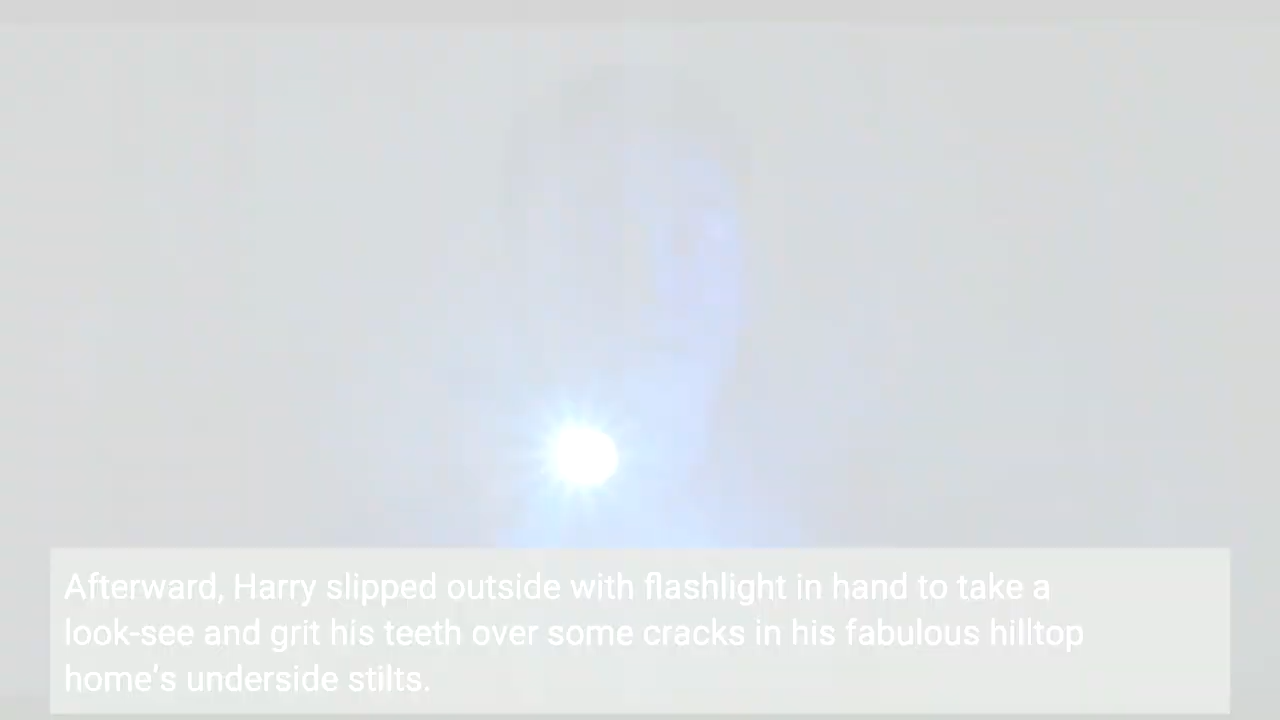 Afterward, Harry slipped outside with flashlight in hand to take a
look-see and grit his teeth over some cracks in his fabulous hilltop
home's underside stilts.